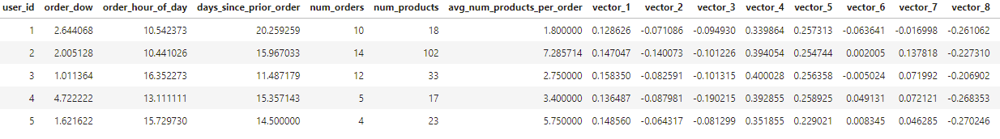 user_id order_dow order_hour_of_day days_since_prior_order num_orders num_products avg_num_products_per_order vector_1 vector_2 vector_3 vector_4 vector_5 vector_6 vector_7 vector_8
1 2.644068 10.542373 20.259259 10 18 1.800000 0.128626 -0.071086 -0.094930 0.339864 0.257313 -0.063641 -0.016998 -0.261062
2 2.005128 10.441026 15.967033 14 102 7.285714 0.147047 -0.140073 -0.101226 0.394054 0.254744 0.002005 0.137818 -0.227310
3 1.011364 16.352273 11.487179 12 33 2.750000 0.158350 -0.082591 -0.101315 0.400028 0.256358 -0.005024 0.071992 -0.206902
4 4.722222 13.111111 15.357143 5 17 3.400000 0.136487 -0.087981 -0.190215 0.392855 0.258925 0.049131 0.072121 -0.268353
5 1.621622 15.729730 14.500000 4 23 5.750000 0.148560 -0.064317 -0.081299 0.351855 0.229021 0.008345 0.046285 -0.270246